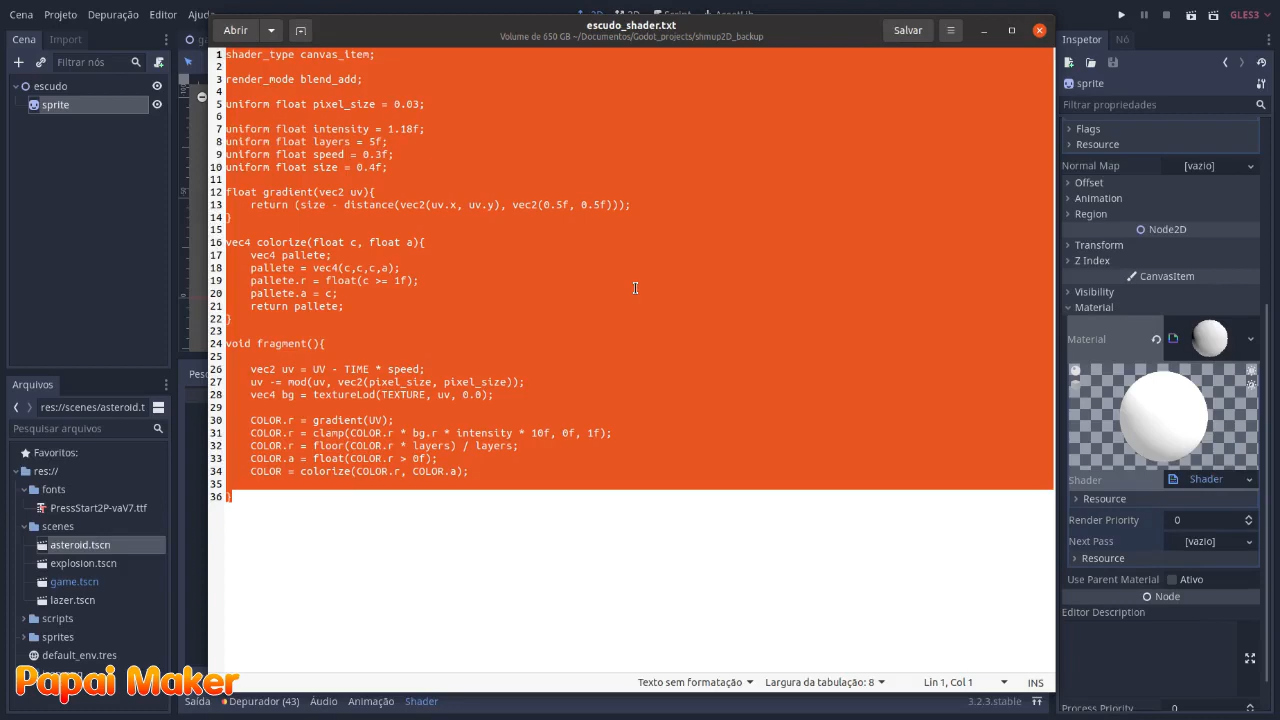 Cena Projeto Depuração Editor Ajuda
GLES3
escudo_shader.txt
Volume de 650 GB ~/Documentos/Godot_projects/shmup2D_backup
Abrir
Salvar
Cena Import
Filtrar nós
escudo
sprite
1 shader_type canvas_item;
2
3 render_mode blend_add;
4
5 uniform float pixel_size = 0.03;
6
7 uniform float intensity = 1.18f;
8 uniform float layers = 5f;
9 uniform float speed = 0.3f;
10 uniform float size = 0.4f;
11
12 float gradient(vec2 uv){
13 return (size - distance(vec2(uv.x, uv.y), vec2(0.5f, 0.5f)));
14 }
15
16 vec4 colorize(float c, float a){
17 vec4 pallete;
18 pallete = vec4(c,c,c,a);
19 pallete.r = float(c >= 1f);
20 pallete.a = c;
21 return pallete;
22 }
23
24 void fragment(){
25
26 vec2 uv = UV - TIME * speed;
27 uv -= mod(uv, vec2(pixel_size, pixel_size));
28 vec4 bg = textureLod(TEXTURE, uv, 0.0);
29
30 COLOR.r = gradient(UV);
31 COLOR.r = clamp(COLOR.r * bg.r * intensity * 10f, 0f, 1f);
32 COLOR.r = floor(COLOR.r * layers) / layers;
33 COLOR.a = float(COLOR.r > 0f);
34 COLOR = colorize(COLOR.r, COLOR.a);
35
36 }
Texto sem formatação Largura da tabulação: 8 Lin 1, Col 1 INS
Arquivos
res://scenes/asteroid.t
Pesquisar arquivos
Favoritos:
res://
fonts
PressStart2P-vaV7.ttf
scenes
asteroid.tscn
explosion.tscn
game.tscn
lazer.tscn
scripts
sprites
default_env.tres
Papai Maker
Saída Depurador (43) Áudio Animação Shader 3.2.3.stable
Inspetor Nó
sprite
Filtrar propriedades
Flags
Resource
Normal Map [vazio]
Offset
Animation
Region
Node2D
Transform
Z Index
CanvasItem
Visibility
Material
Material
Shader Shader
Resource
Render Priority 0
Next Pass [vazio]
Resource
Use Parent Material Ativo
Node
Editor Description
Process Priority 0